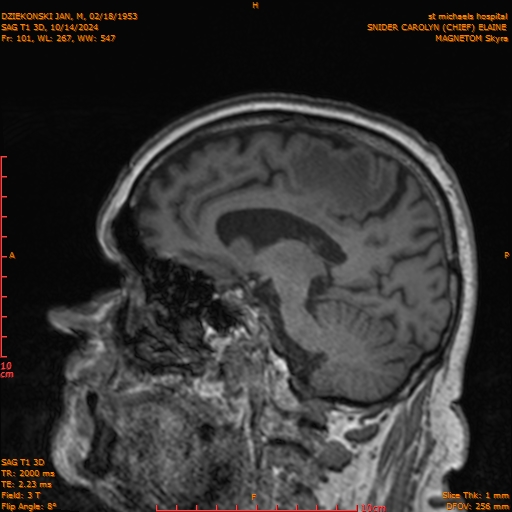 H
DZIEKONSKI JAN, M, 02/18/1953
SAG T1 3D, 10/14/2024
Fr: 101, WL: 267, WW: 547
st michaels hospital
SNIDER CAROLYN (CHIEF) ELAINE
MAGNETOM Skyra
A
P
10
cm
SAG T1 3D
TR: 2000 ms
TE: 2.23 ms
Field: 3 T
Flip Angle: 8°
F
10cm
Slice Thk: 1 mm
DFOV: 256 mm